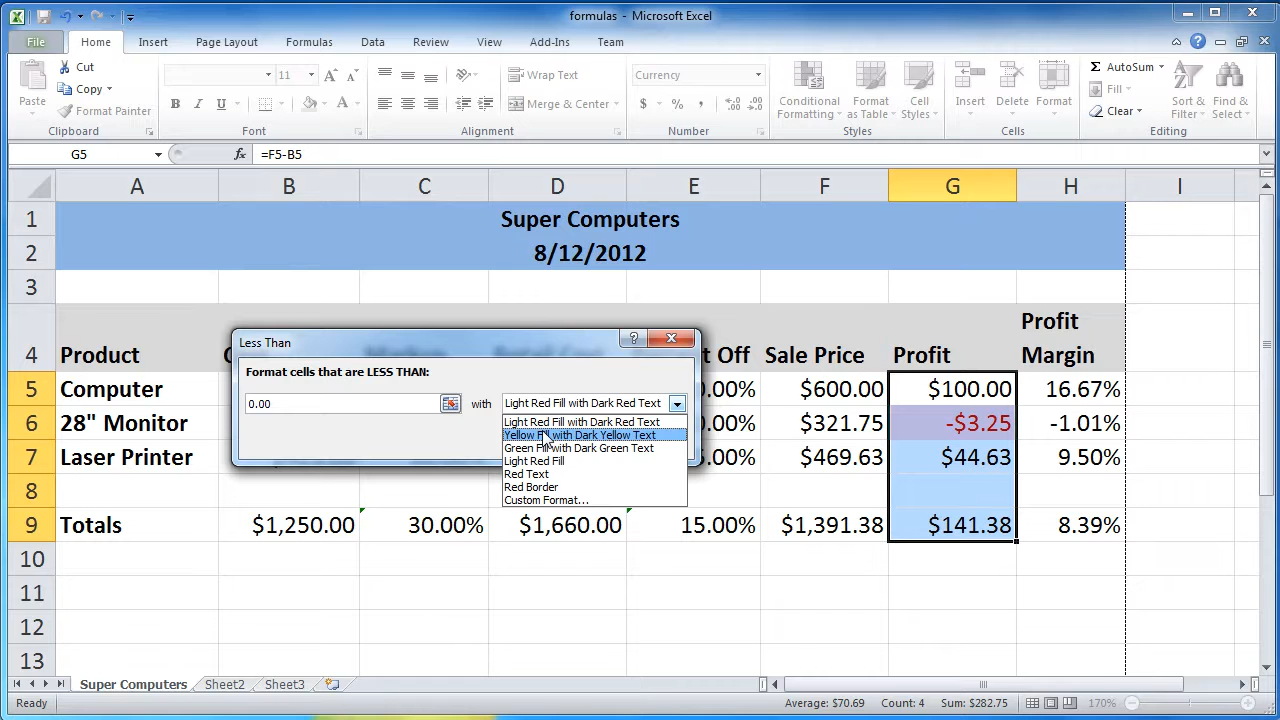 formulas - Microsoft Excel
File Home Insert Page Layout Formulas Data Review View Add-Ins Team
Cut
Copy
Format Painter
Paste
Clipboard
11
B I U
Font
Wrap Text
Merge & Center
Alignment
Currency
$ % ,
Number
Conditional Formatting
Format as Table
Cell Styles
Styles
Insert Delete Format
Cells
AutoSum
Fill
Clear
Sort & Filter
Find & Select
Editing
G5 fx =F5-B5
A B C D E F G H I
1 Super Computers
2 8/12/2012
3
Profit
4 Product Sale Price Profit Margin
5 Computer $600.00 $100.00 16.67%
6 28" Monitor $321.75 -$3.25 -1.01%
7 Laser Printer $469.63 $44.63 9.50%
8
9 Totals $1,250.00 30.00% $1,660.00 15.00% $1,391.38 $141.38 8.39%
10
11
12
13
Less Than
Format cells that are LESS THAN:
0.00 with Light Red Fill with Dark Red Text
Light Red Fill with Dark Red Text
Yellow Fill with Dark Yellow Text
Green Fill with Dark Green Text
Light Red Fill
Red Text
Red Border
Custom Format...
Super Computers Sheet2 Sheet3
Ready Average: $70.69 Count: 4 Sum: $282.75 170%